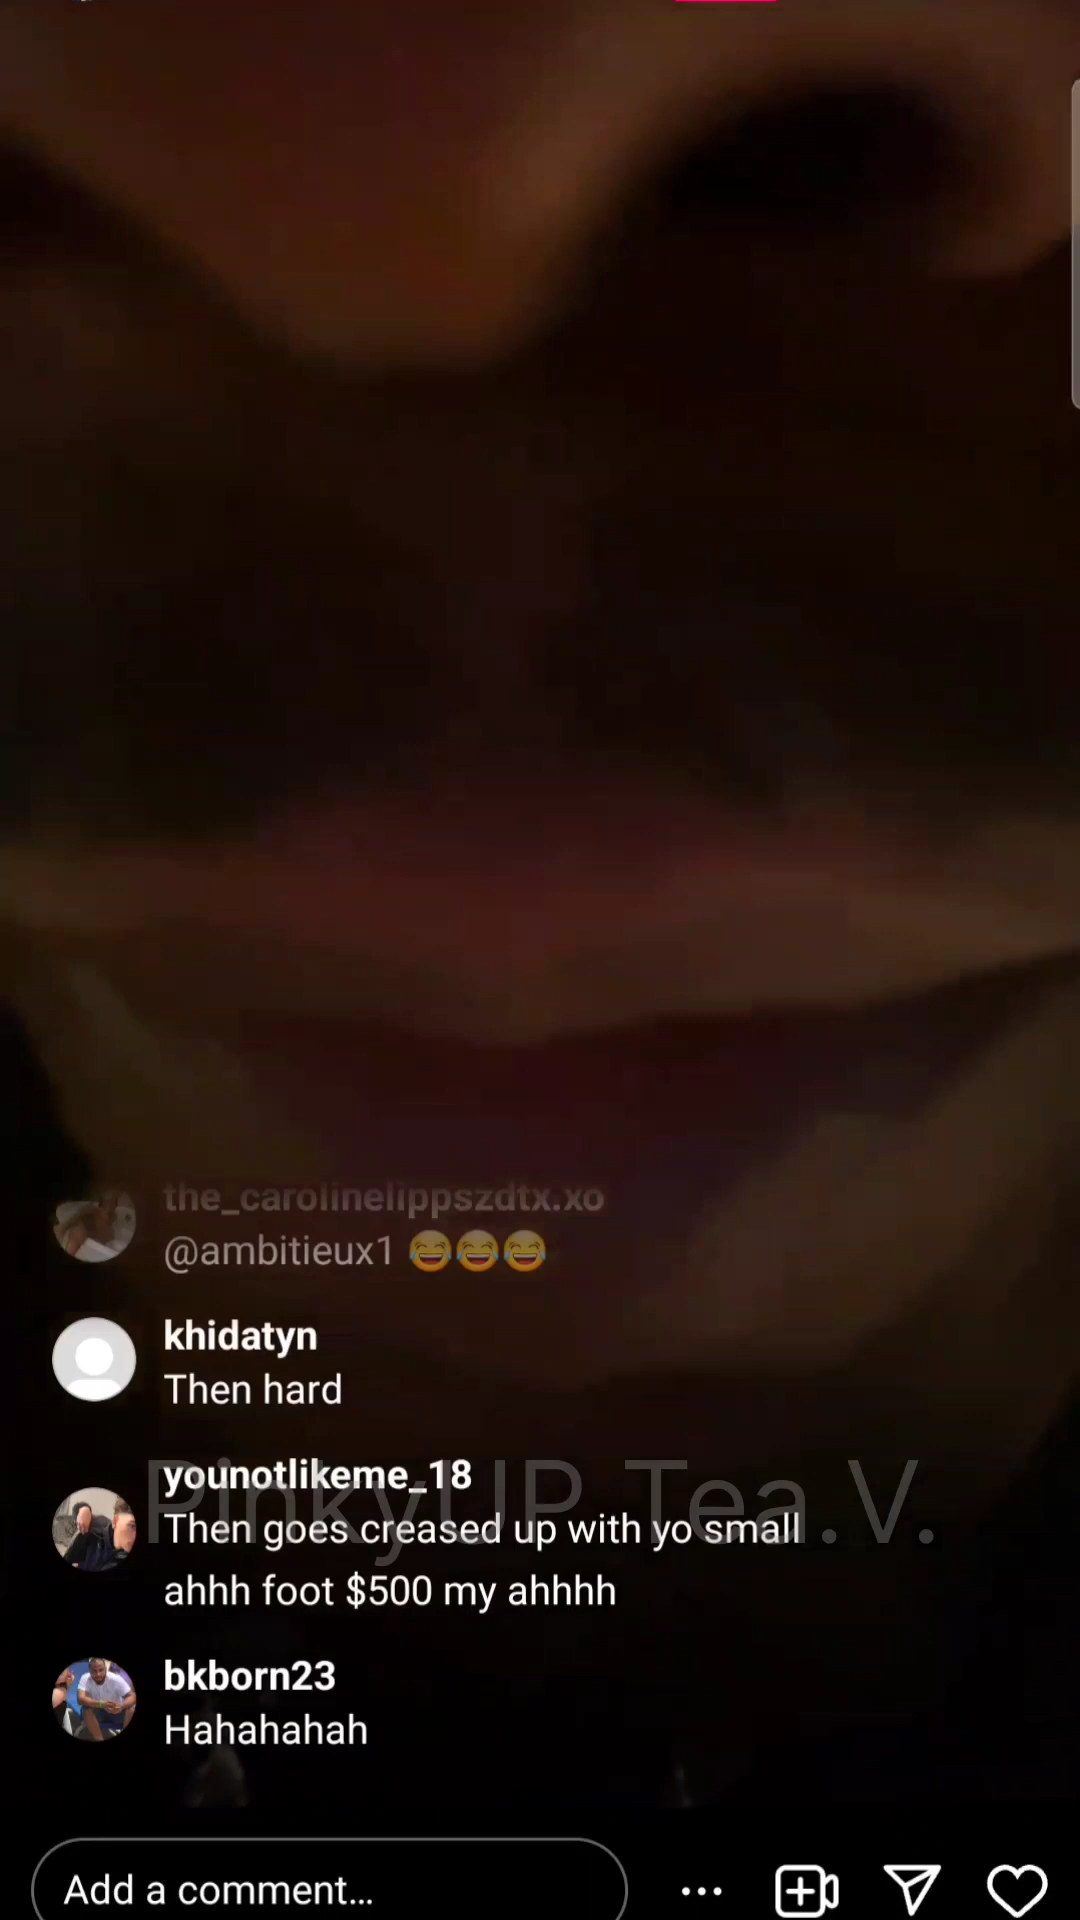 the_carolinelippszdtx.xo
@ambitieux1 😂😂😂
khidatyn
Then hard
younotlikeme_18
PinkyUP Tea.V.
Then goes creased up with yo small
ahhh foot $500 my ahhhh
bkborn23
Hahahahah
Add a comment...